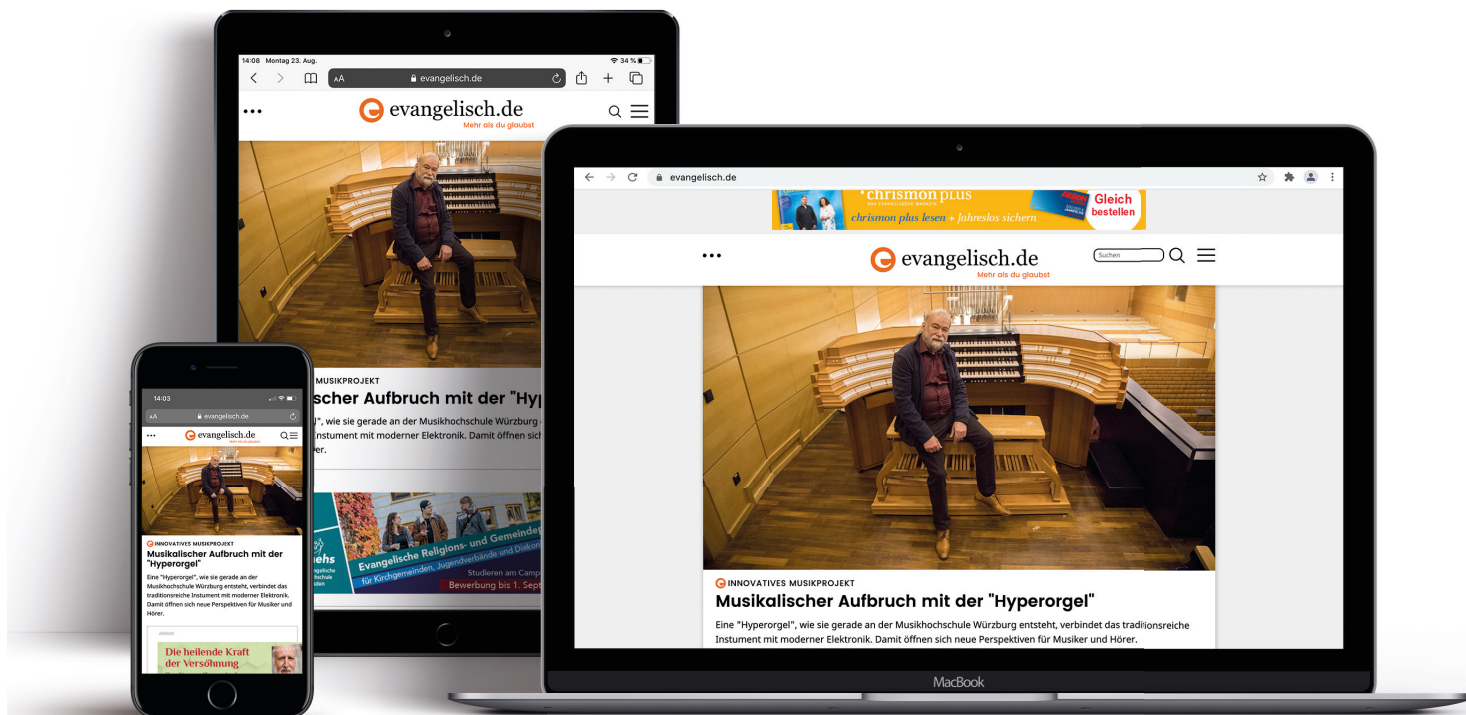 14:08 Montag 23. Aug.
34 %
AA evangelisch.de
evangelisch.de
Mehr als du glaubst
MUSIKPROJEKT
scher Aufbruch mit der "Hyp
", wie sie gerade an der Musikhochschule Würzburg
Instument mit moderner Elektronik. Damit öffnen sich
er.
ehs
Evangelische Religions- und Gemeindep
für Kirchgemeinden, Jugendverbände und Diakon
Studieren am Camp
Bewerbung bis 1. Sept
14:03
AA evangelisch.de
evangelisch.de
INNOVATIVES MUSIKPROJEKT
Musikalischer Aufbruch mit der
"Hyperorgel"
Eine "Hyperorgel", wie sie gerade an der
Musikhochschule Würzburg entsteht, verbindet das
traditionsreiche Instument mit moderner Elektronik.
Damit öffnen sich neue Perspektiven für Musiker und
Hörer.
ANZEIGE
Die heilende Kraft
der Versöhnung
evangelisch.de
chrismon plus
DAS EVANGELISCHE MAGAZIN
chrismon plus lesen + Jahreslos sichern
Gleich
bestellen
evangelisch.de
Mehr als du glaubst
Suchen
INNOVATIVES MUSIKPROJEKT
Musikalischer Aufbruch mit der "Hyperorgel"
Eine "Hyperorgel", wie sie gerade an der Musikhochschule Würzburg entsteht, verbindet das traditionsreiche
Instument mit moderner Elektronik. Damit öffnen sich neue Perspektiven für Musiker und Hörer.
MacBook